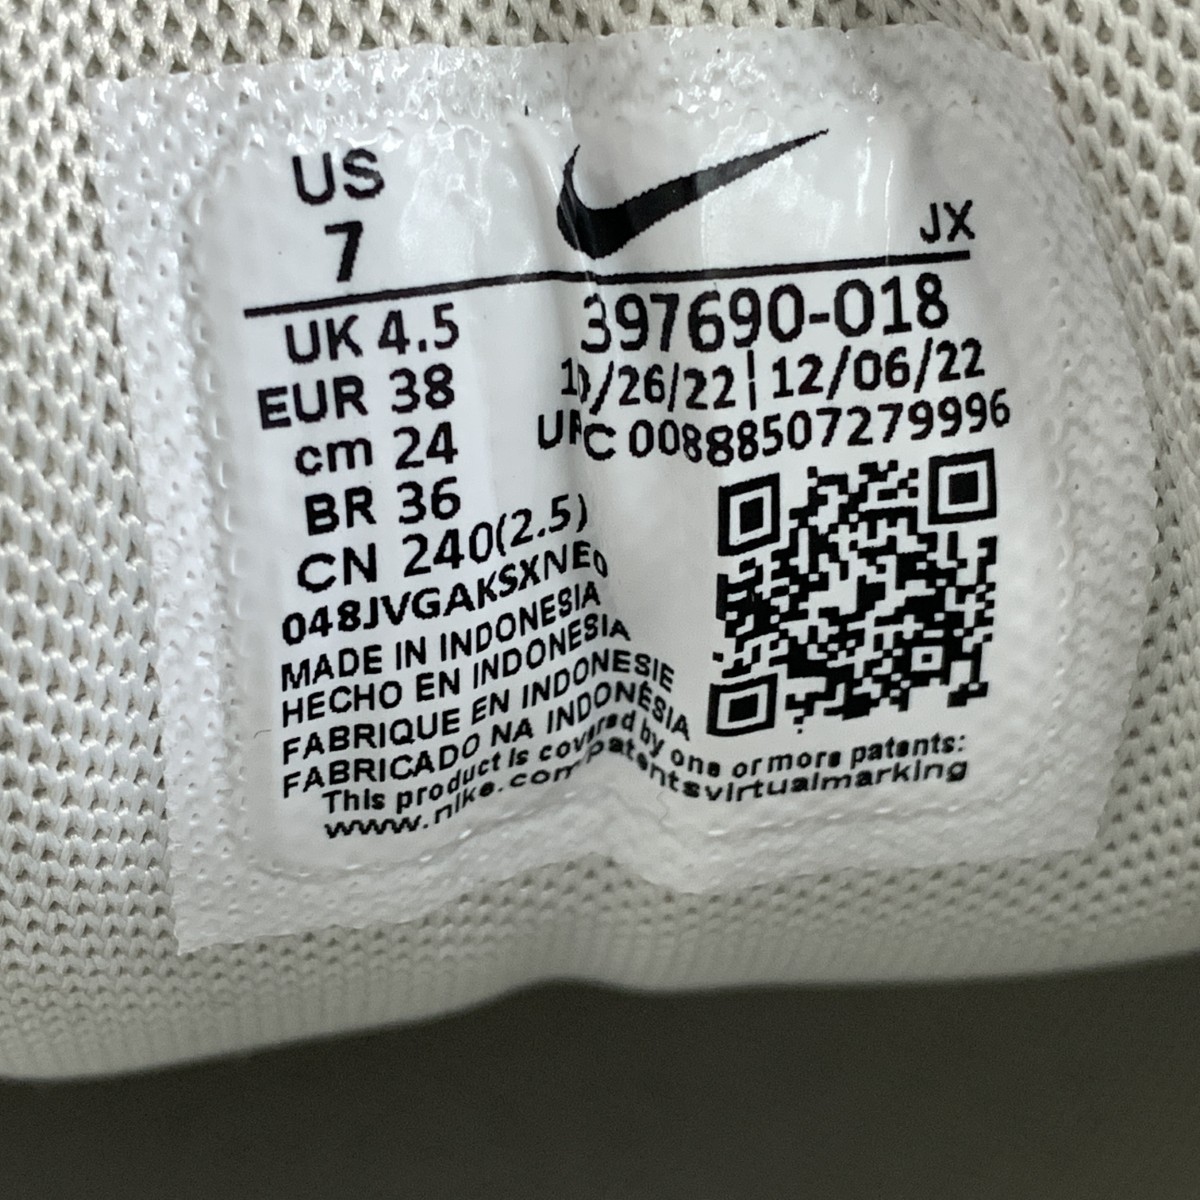 US
7
JX
UK 4.5
EUR 38
cm 24
BR 36
CN 240(2.5)
397690-018
/26/22 | 12/06/22
UPC 00888507279996
048JVGAKSXNEO
MADE IN INDONESIA
HECHO EN INDONESIA
FABRIQUE EN INDONESIE
FABRICADO NA INDONÉSIA
This product is covered by one or more patents:
www.nike.com/patentsvirtualmarking